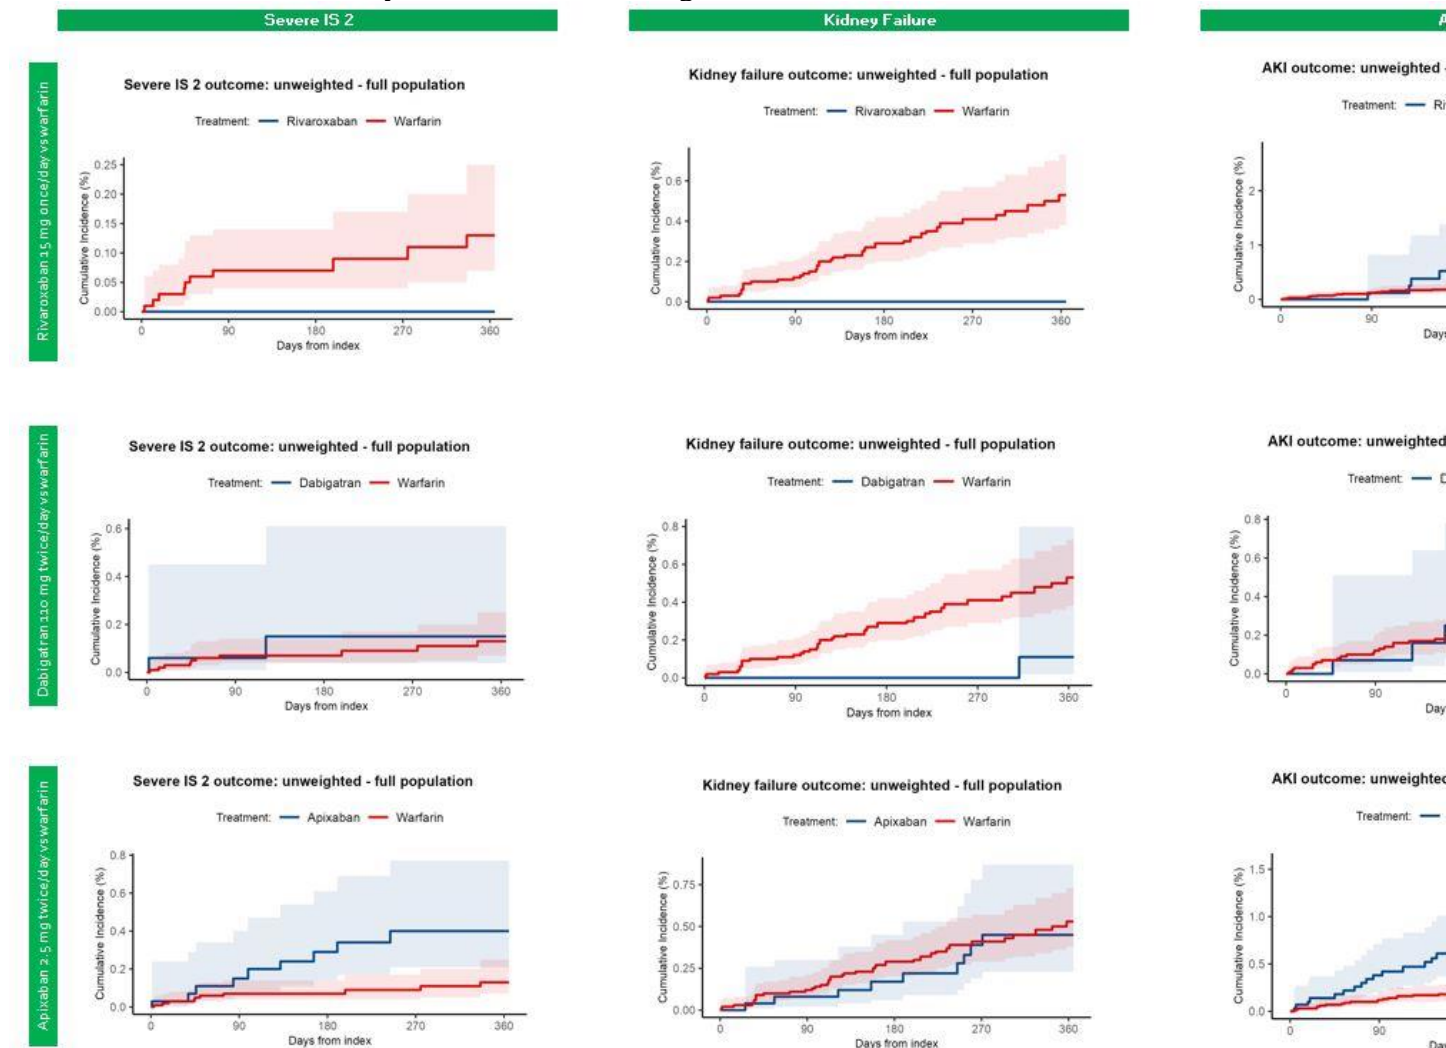 Severe IS 2
Kidney Failure
Rivaroxaban 15 mg once/day vs warfarin
Severe IS 2 outcome: unweighted - full population
Treatment: Rivaroxaban Warfarin
Cumulative Incidence (%)
0.25
0.20
0.15
0.10
0.05
0.00
0 90 180 270 360
Days from index
Kidney failure outcome: unweighted - full population
Treatment: Rivaroxaban Warfarin
Cumulative Incidence (%)
0.6
0.4
0.2
0.0
0 90 180 270 360
Days from index
AKI outcome: unweighted -
Treatment:
Cumulative Incidence (%)
2
1
0
0 90
Dabigatran 110 mg twice/day vs warfarin
Severe IS 2 outcome: unweighted - full population
Treatment: Dabigatran Warfarin
Cumulative Incidence (%)
0.6
0.4
0.2
0.0
0 90 180 270 360
Days from index
Kidney failure outcome: unweighted - full population
Treatment: Dabigatran Warfarin
Cumulative Incidence (%)
0.8
0.6
0.4
0.2
0.0
0 90 180 270 360
Days from index
AKI outcome: unweighted
Treatment:
Cumulative Incidence (%)
0.8
0.6
0.4
0.2
0.0
0 90
Apixaban 2.5 mg twice/day vs warfarin
Severe IS 2 outcome: unweighted - full population
Treatment: Apixaban Warfarin
Cumulative Incidence (%)
0.8
0.6
0.4
0.2
0.0
0 90 180 270 360
Days from index
Kidney failure outcome: unweighted - full population
Treatment: Apixaban Warfarin
Cumulative Incidence (%)
0.75
0.50
0.25
0.00
0 90 180 270 360
Days from index
AKI outcome: unweighted
Treatment:
Cumulative Incidence (%)
1.5
1.0
0.5
0.0
0 90